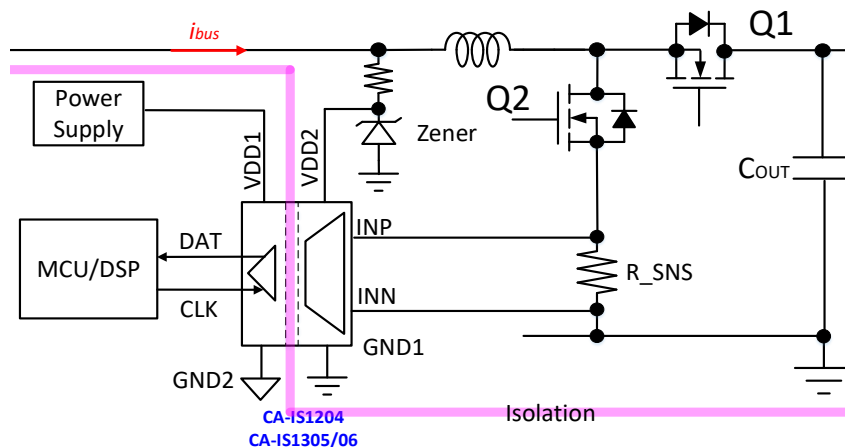 ibus
Q1
Power
Supply
VDD1
VDD2
Q2
Zener
COUT
MCU/DSP
DAT
CLK
INP
INN
R_SNS
GND1
GND2
CA-IS1204
CA-IS1305/06
Isolation